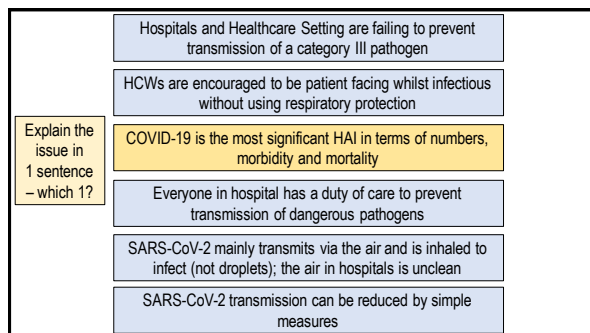 Hospitals and Healthcare Setting are failing to prevent
transmission of a category III pathogen
HCWs are encouraged to be patient facing whilst infectious
without using respiratory protection
Explain the
issue in
1 sentence
– which 1?
COVID-19 is the most significant HAI in terms of numbers,
morbidity and mortality
Everyone in hospital has a duty of care to prevent
transmission of dangerous pathogens
SARS-CoV-2 mainly transmits via the air and is inhaled to
infect (not droplets); the air in hospitals is unclean
SARS-CoV-2 transmission can be reduced by simple
measures